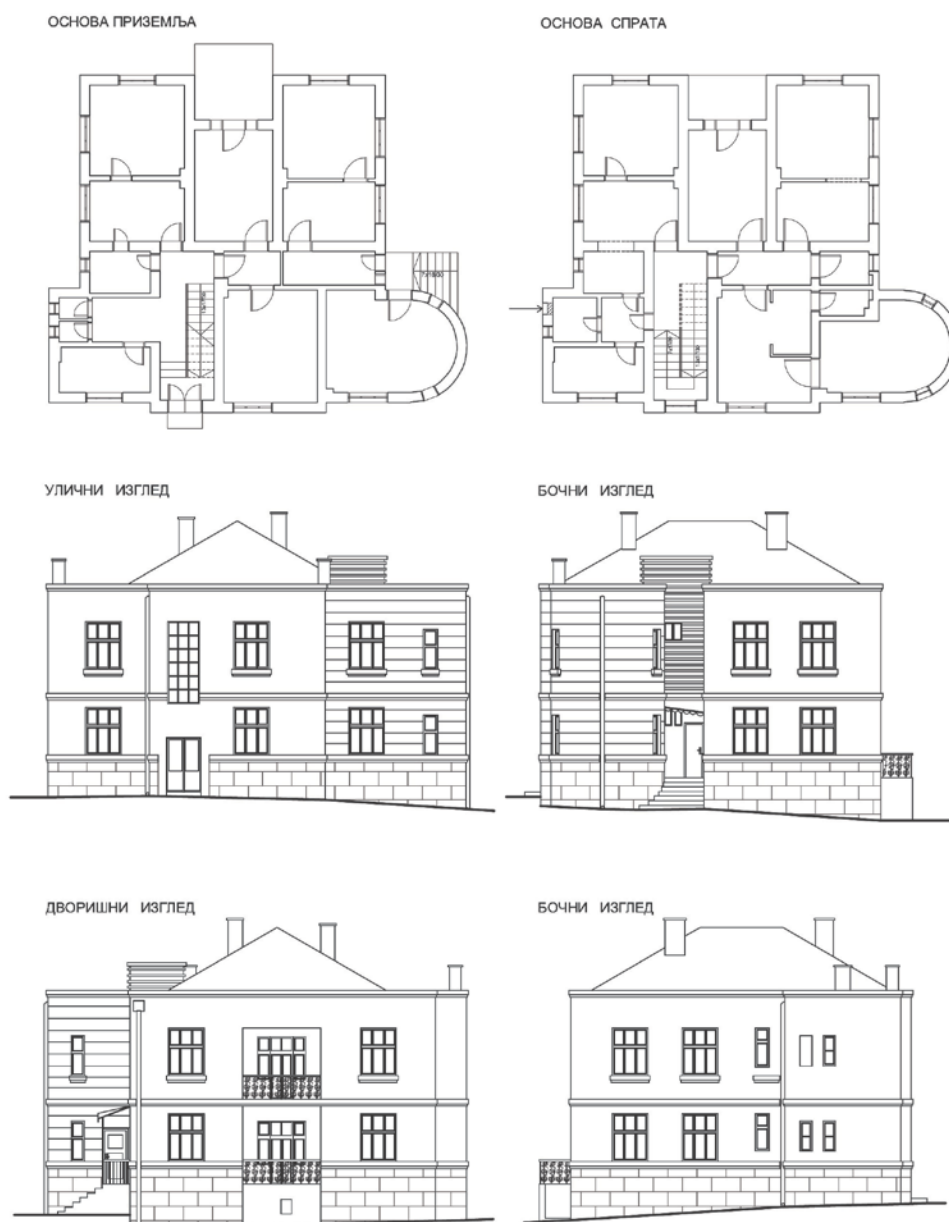 ОСНОВА ПРИЗЕМЉА
ОСНОВА СПРАТА
УЛИЧНИ ИЗГЛЕД
БОЧНИ ИЗГЛЕД
ДВОРИШНИ ИЗГЛЕД
БОЧНИ ИЗГЛЕД